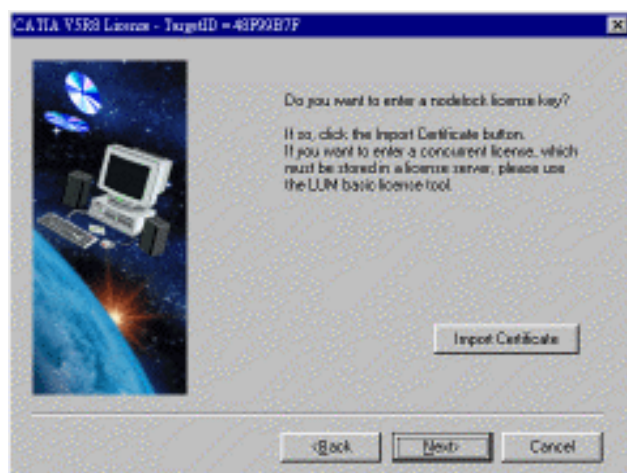 CATIA V5R8 License - TargetID = 48F99B7F
Do you want to enter a nodelock license key?
If so, click the Import Certificate button.
If you want to enter a concurrent license, which
must be stored in a license server, please use
the LUM basic license tool.
Import Certificate
<Back
Next>
Cancel